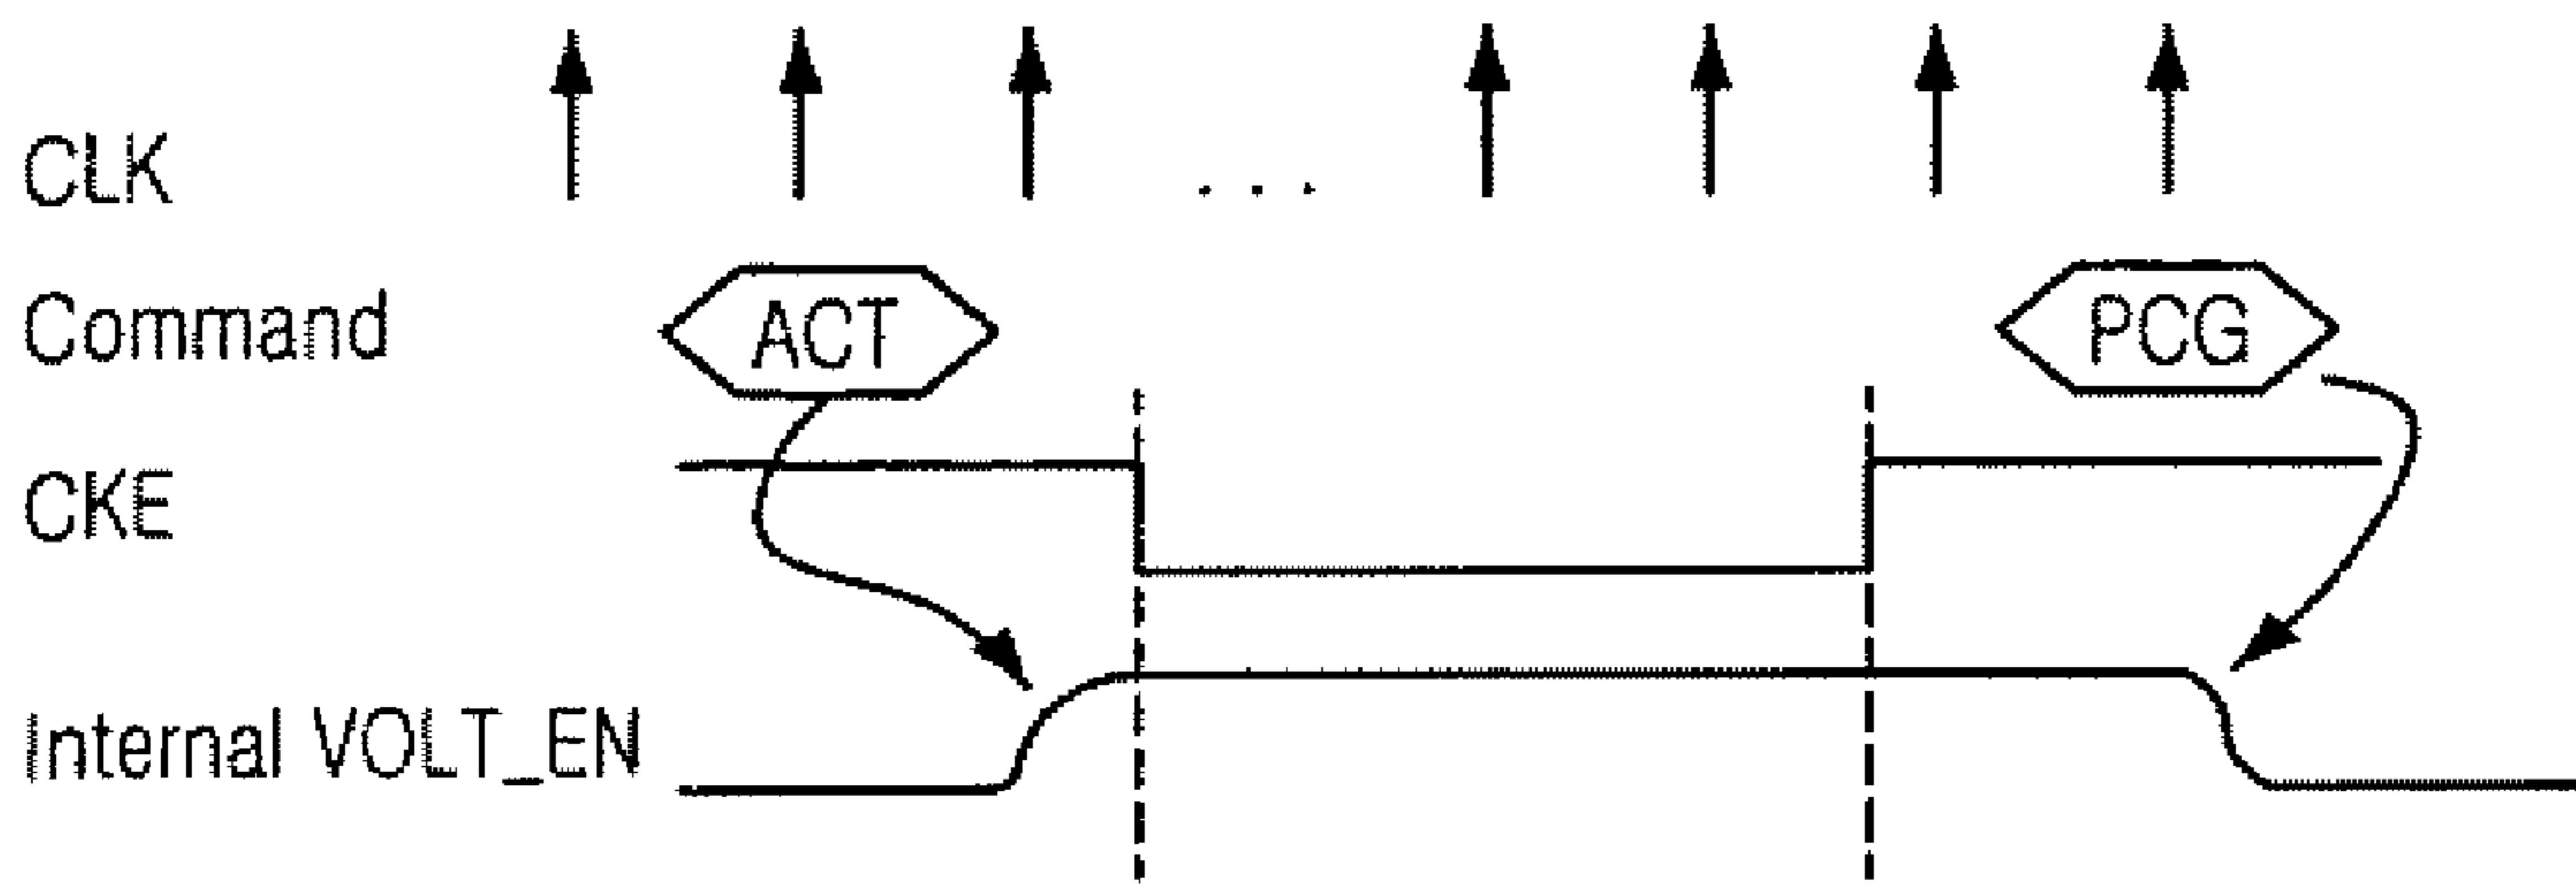 CLK
. . .
Command
ACT
PCG
CKE
Internal VOLT_EN